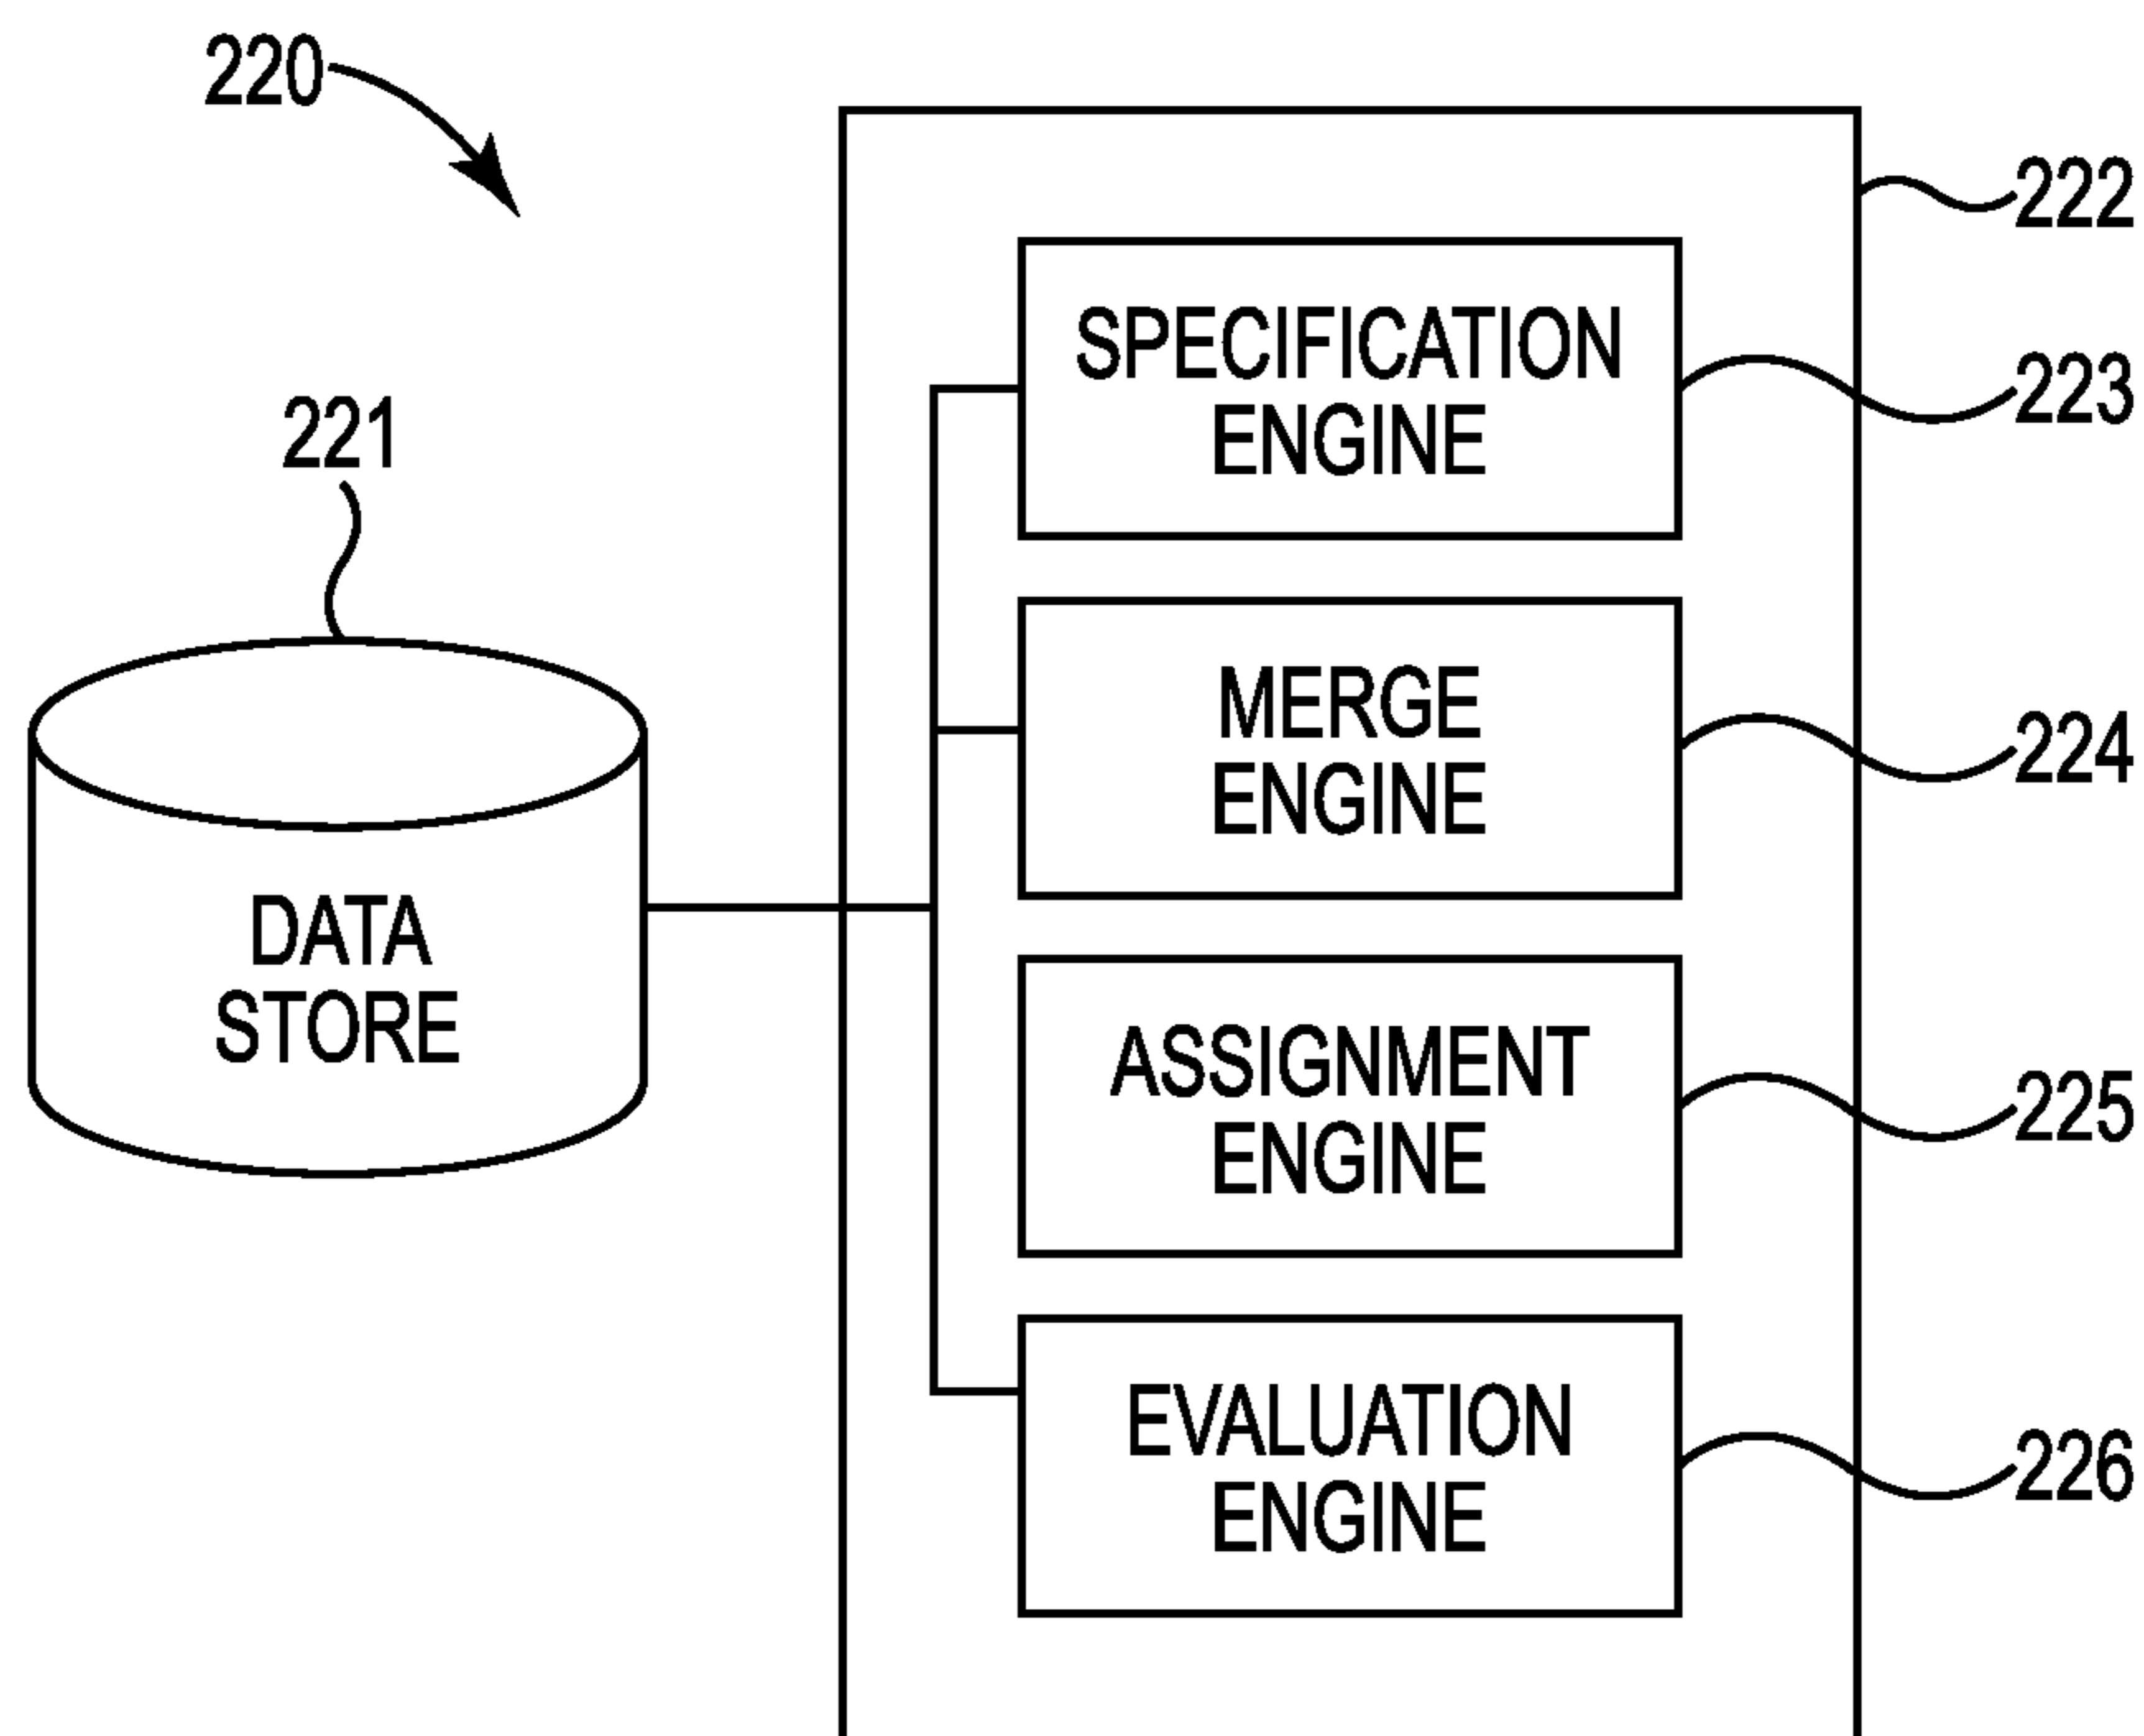 220
222
SPECIFICATION
ENGINE
223
221
MERGE
ENGINE
224
DATA
STORE
ASSIGNMENT
ENGINE
225
EVALUATION
ENGINE
226